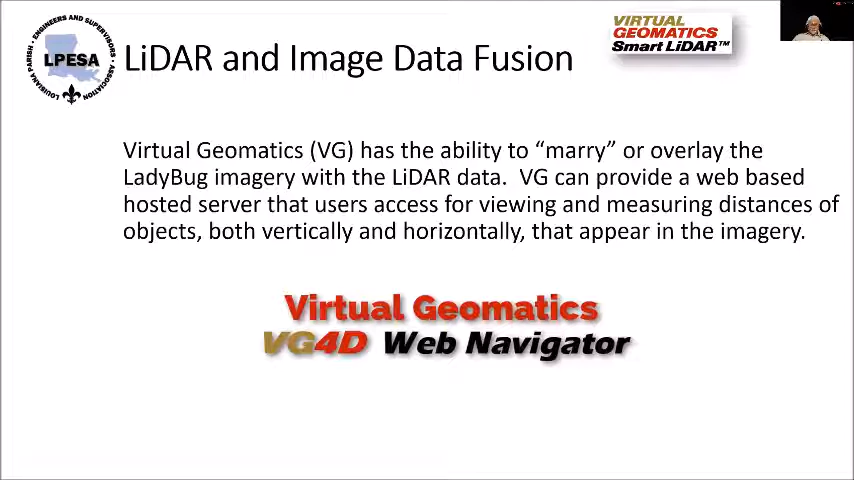 LOUISIANA PARISH • ENGINEERS AND SUPERVISORS • ASSOCIATION
LPESA
LiDAR and Image Data Fusion
VIRTUAL
GEOMATICS
Smart LiDAR™
Virtual Geomatics (VG) has the ability to “marry” or overlay the
LadyBug imagery with the LiDAR data.  VG can provide a web based
hosted server that users access for viewing and measuring distances of
objects, both vertically and horizontally, that appear in the imagery.
Virtual Geomatics
VG4D Web Navigator